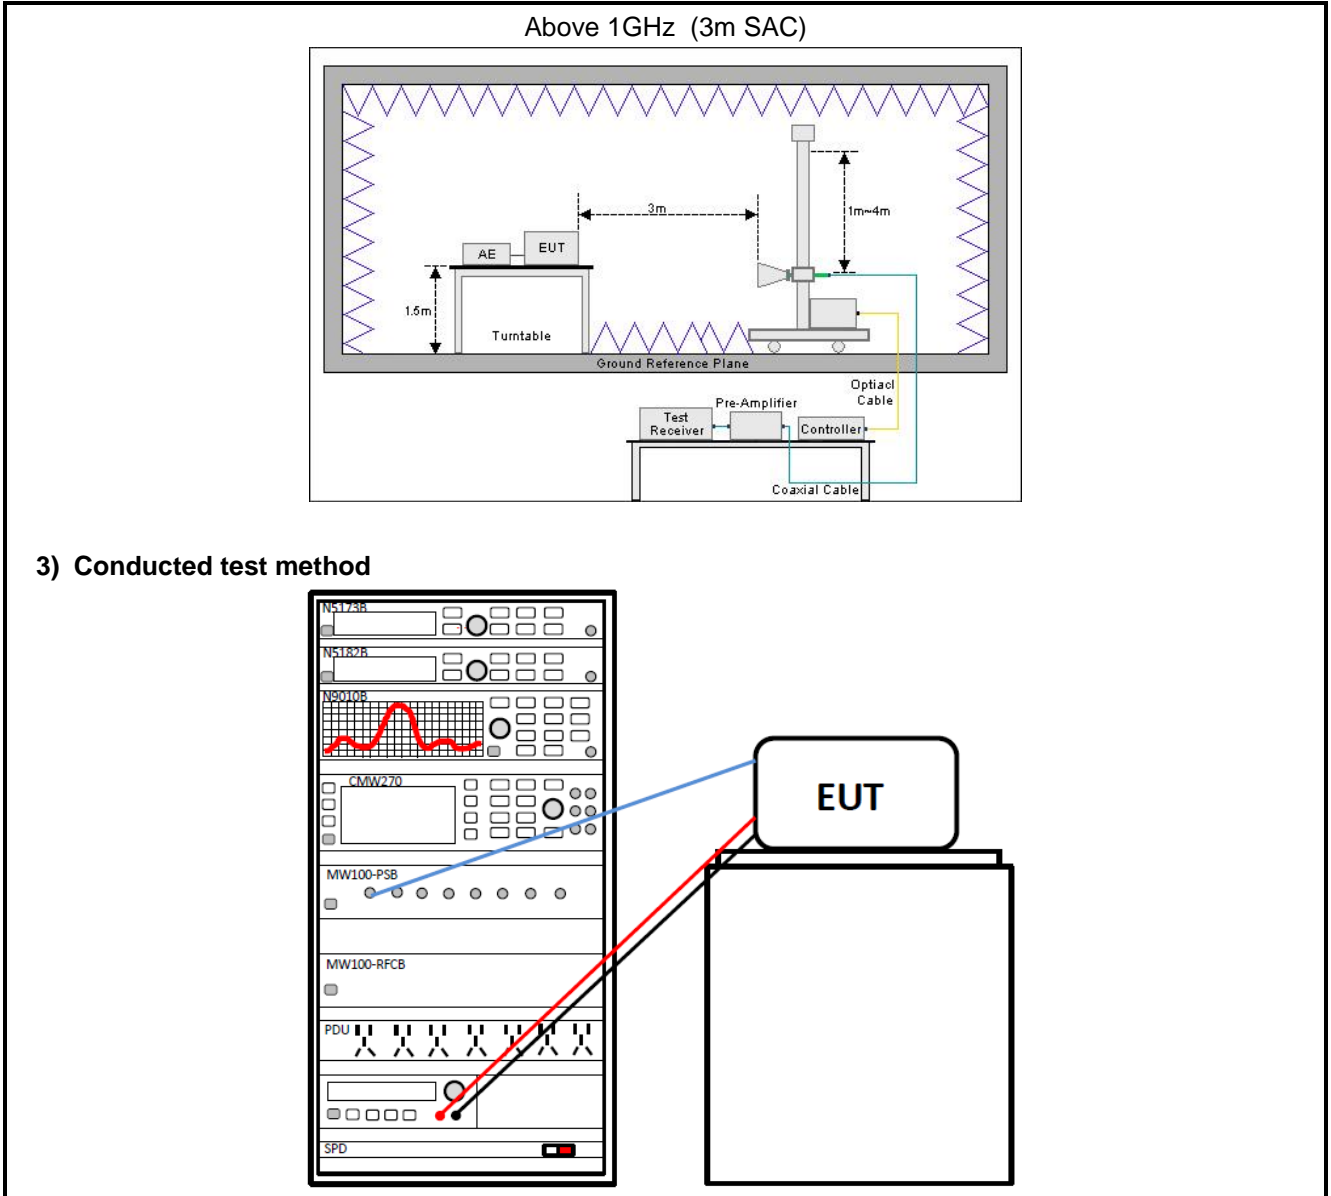 Above 1GHz (3m SAC)
3m
1m~4m
AE
EUT
1.5m
Turntable
Ground Reference Plane
Optiacl
Cable
Pre-Amplifier
Test
Receiver
Controller
Coaxial Cable
3) Conducted test method
N5173B
N5182B
N9010B
CMW270
EUT
MW100-PSB
MW100-RFCB
PDU
SPD